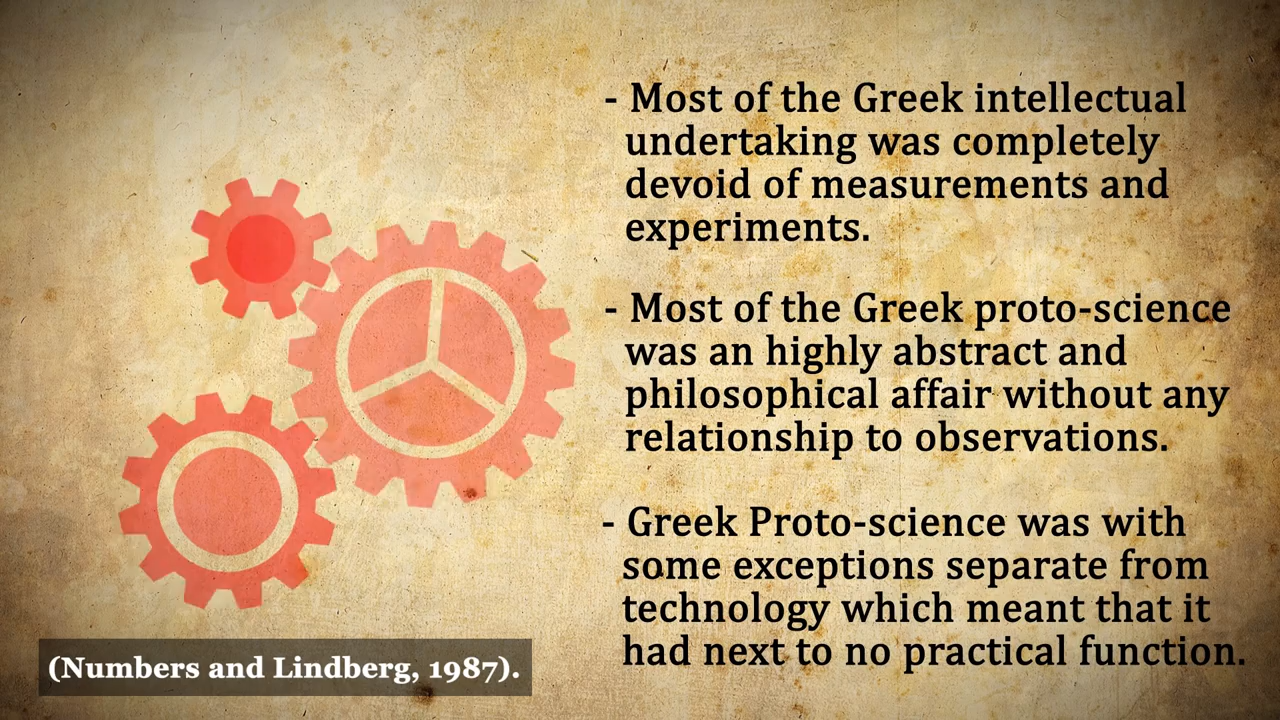 - Most of the Greek intellectual
undertaking was completely
devoid of measurements and
experiments.
- Most of the Greek proto-science
was an highly abstract and
philosophical affair without any
relationship to observations.
- Greek Proto-science was with
some exceptions separate from
technology which meant that it
had next to no practical function.
(Numbers and Lindberg, 1987).